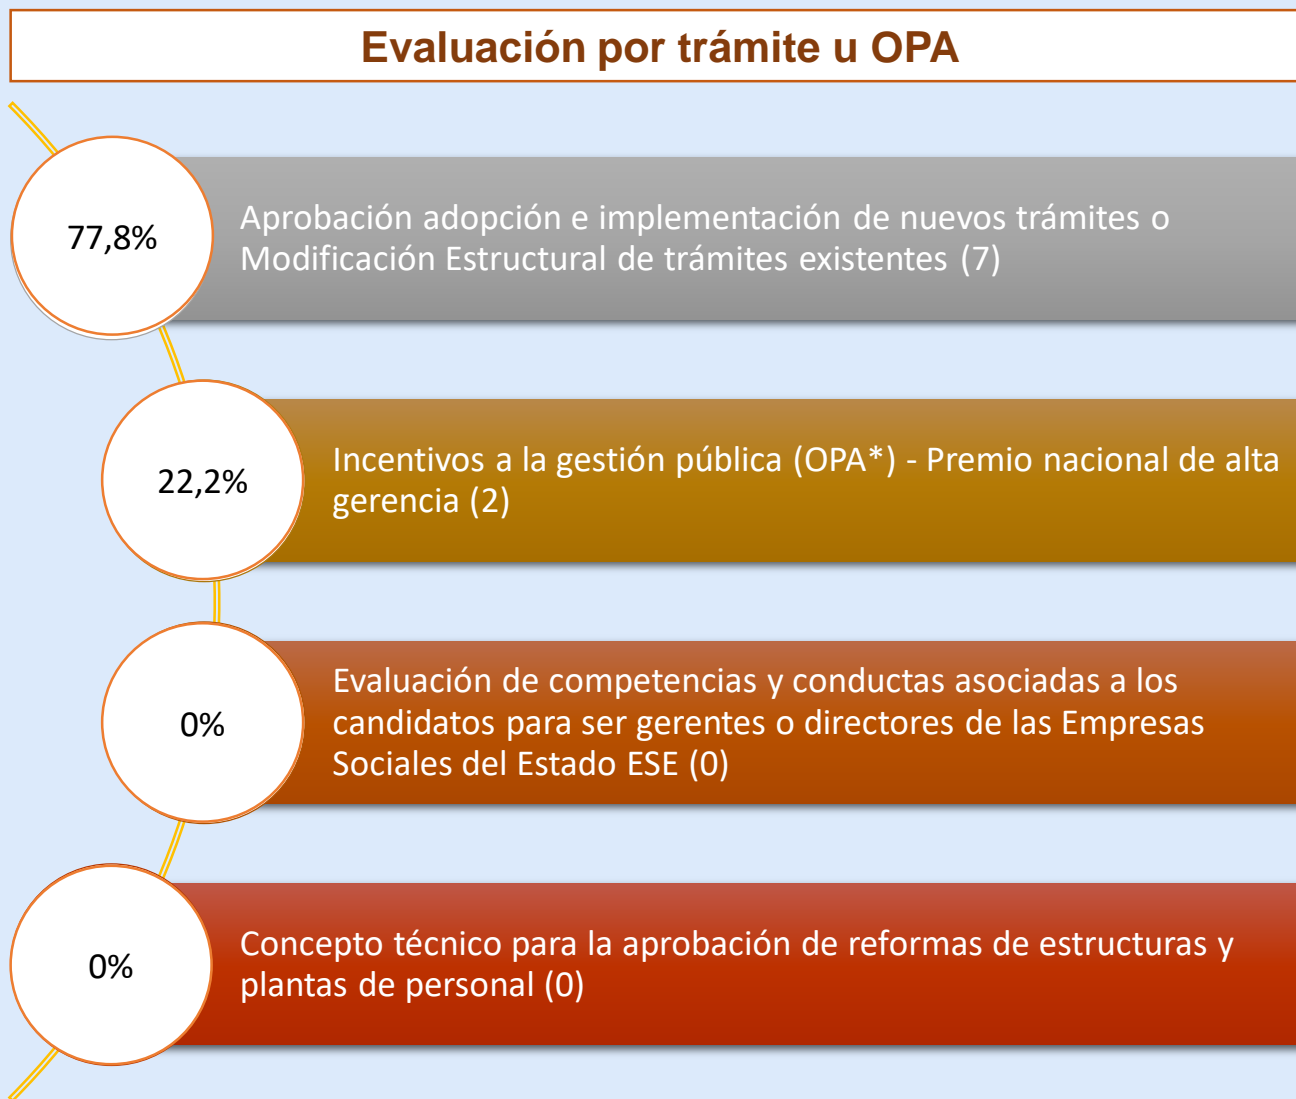 Evaluación por trámite u OPA
77,8%
Aprobación adopción e implementación de nuevos trámites o
Modificación Estructural de trámites existentes (7)
22,2%
Incentivos a la gestión pública (OPA*) - Premio nacional de alta
gerencia (2)
0%
Evaluación de competencias y conductas asociadas a los
candidatos para ser gerentes o directores de las Empresas
Sociales del Estado ESE (0)
0%
Concepto técnico para la aprobación de reformas de estructuras y
plantas de personal (0)